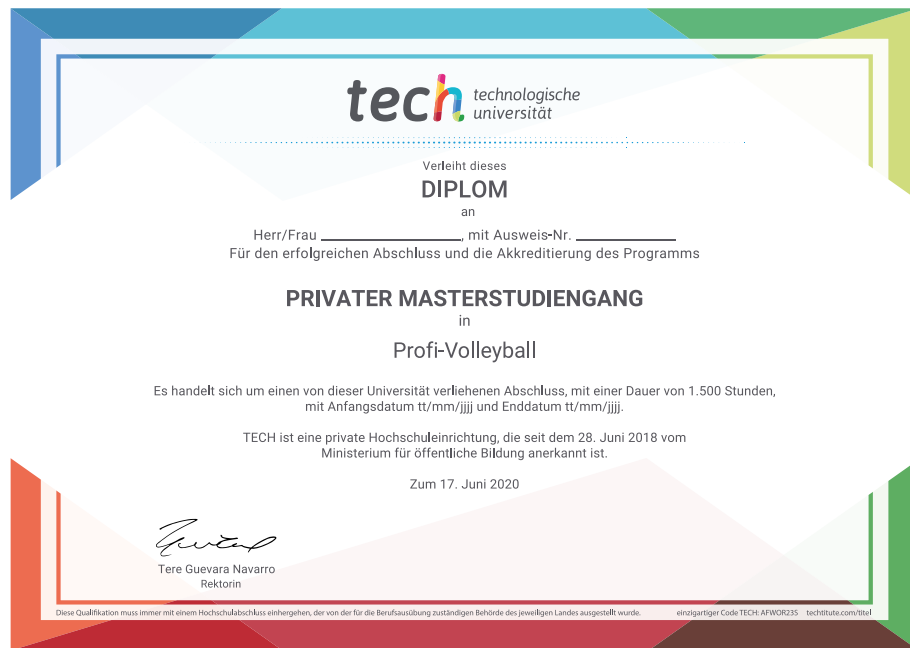 tech technologische
universität
Verleiht dieses
DIPLOM
an
Herr/Frau ____________, mit Ausweis-Nr. ____________
Für den erfolgreichen Abschluss und die Akkreditierung des Programms
PRIVATER MASTERSTUDIENGANG
in
Profi-Volleyball
Es handelt sich um einen von dieser Universität verliehenen Abschluss, mit einer Dauer von 1.500 Stunden,
mit Anfangsdatum tt/mm/jjjj und Enddatum tt/mm/jjjj.
TECH ist eine private Hochschuleinrichtung, die seit dem 28. Juni 2018 vom
Ministerium für öffentliche Bildung anerkannt ist.
Zum 17. Juni 2020
Tere Guevara Navarro
Rektorin
Diese Qualifikation muss immer mit einem Hochschulabschluss einhergehen, der von der für die Berufsausübung zuständigen Behörde des jeweiligen Landes ausgestellt wurde. einzigartiger Code TECH: AFWOR23S techtitute.com/titel